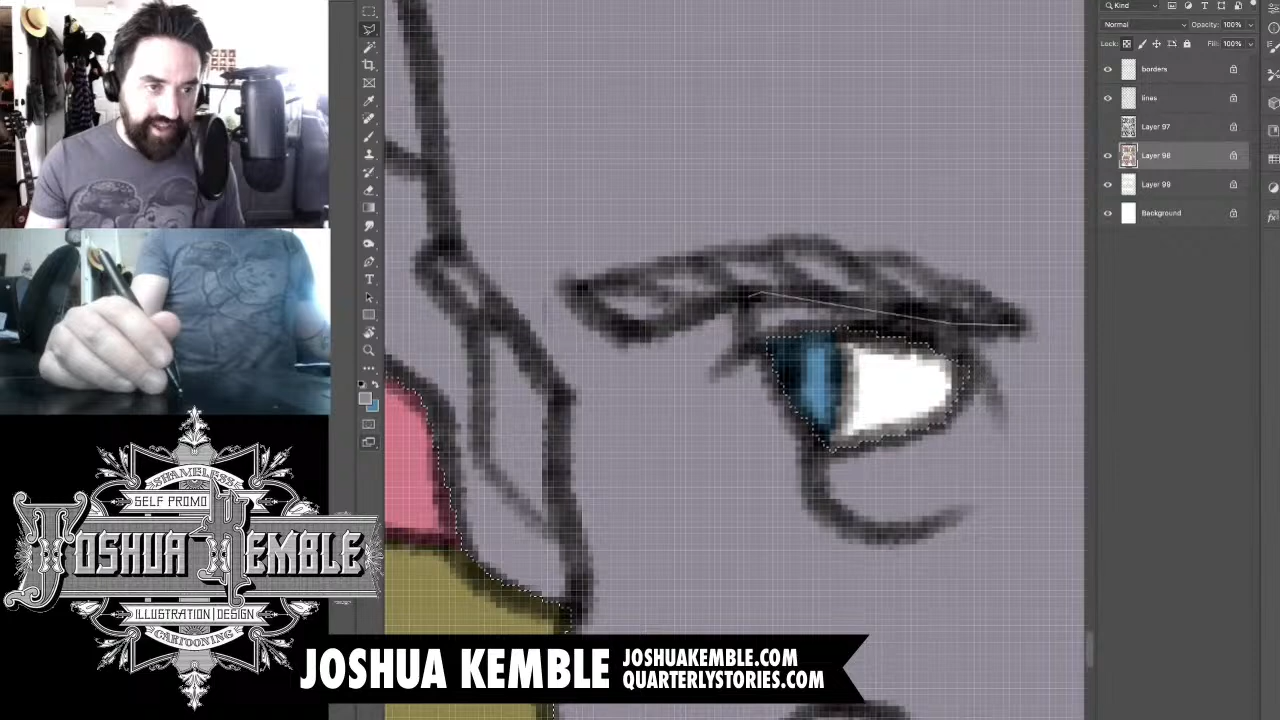 Kind
Normal
Opacity: 100%
Lock:
Fill: 100%
borders
lines
Layer 97
Layer 98
Layer 99
Background
SHAMELESS
SELF PROMO
JOSHUA KEMBLE
ILLUSTRATION|DESIGN
CARTOONING
JOSHUA KEMBLE
JOSHUAKEMBLE.COM
QUARTERLYSTORIES.COM